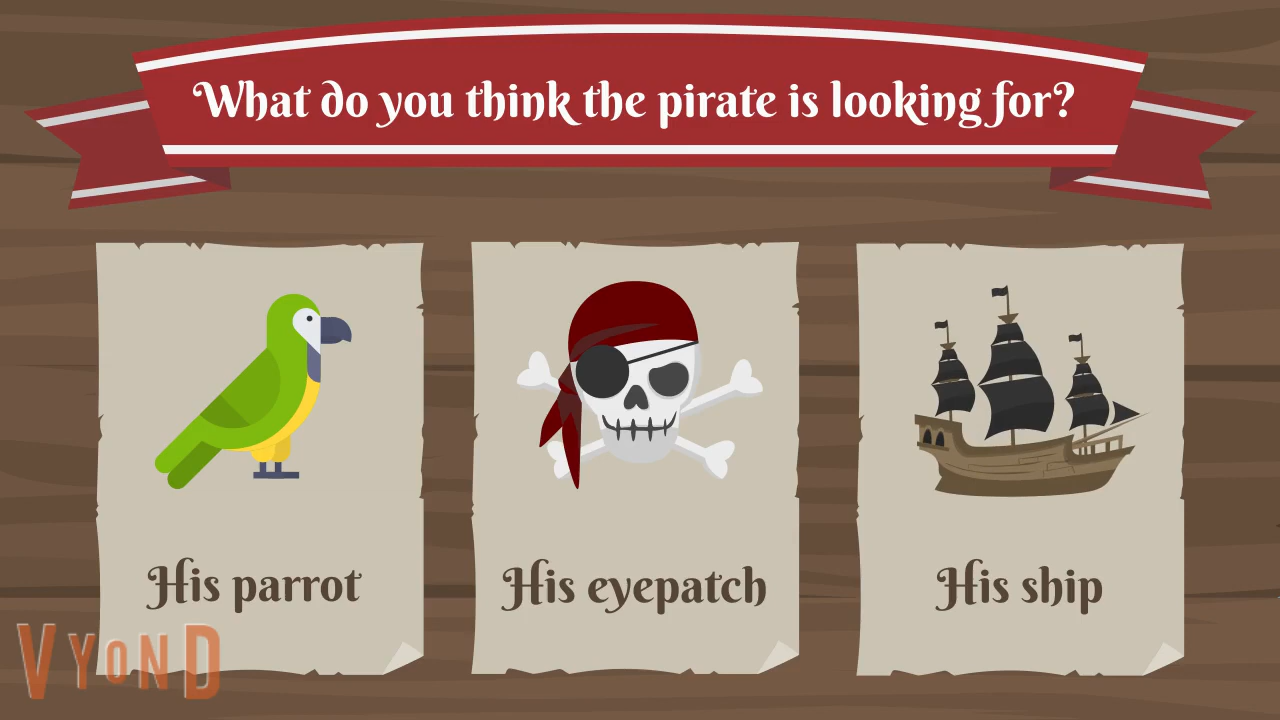 What do you think the pirate is looking for?
His parrot
His eyepatch
His ship
VYOND